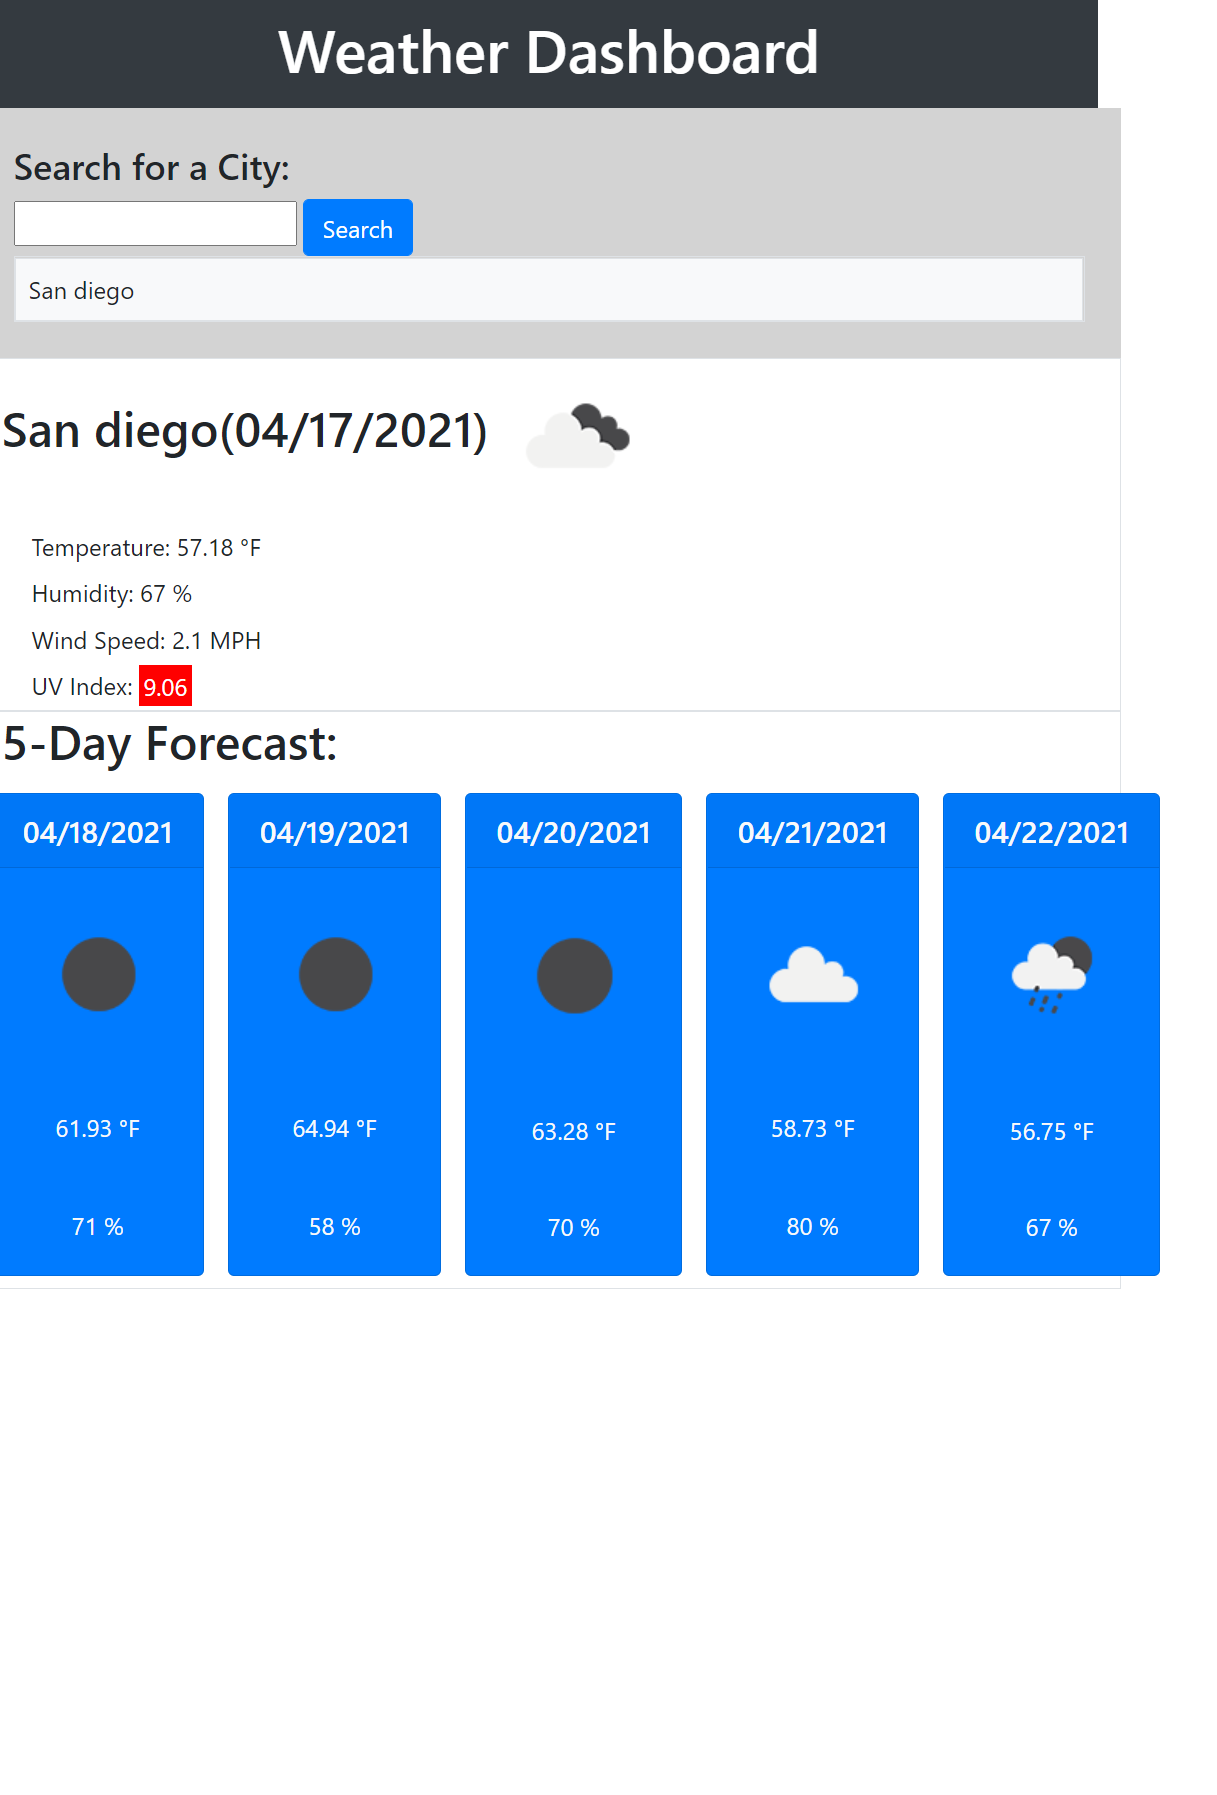 Weather Dashboard
Search for a City:
Search
San diego
San diego(04/17/2021)
Temperature: 57.18 °F
Humidity: 67 %
Wind Speed: 2.1 MPH
UV Index: 9.06
5-Day Forecast:
04/18/2021
61.93 °F
71 %
04/19/2021
64.94 °F
58 %
04/20/2021
63.28 °F
70 %
04/21/2021
58.73 °F
80 %
04/22/2021
56.75 °F
67 %